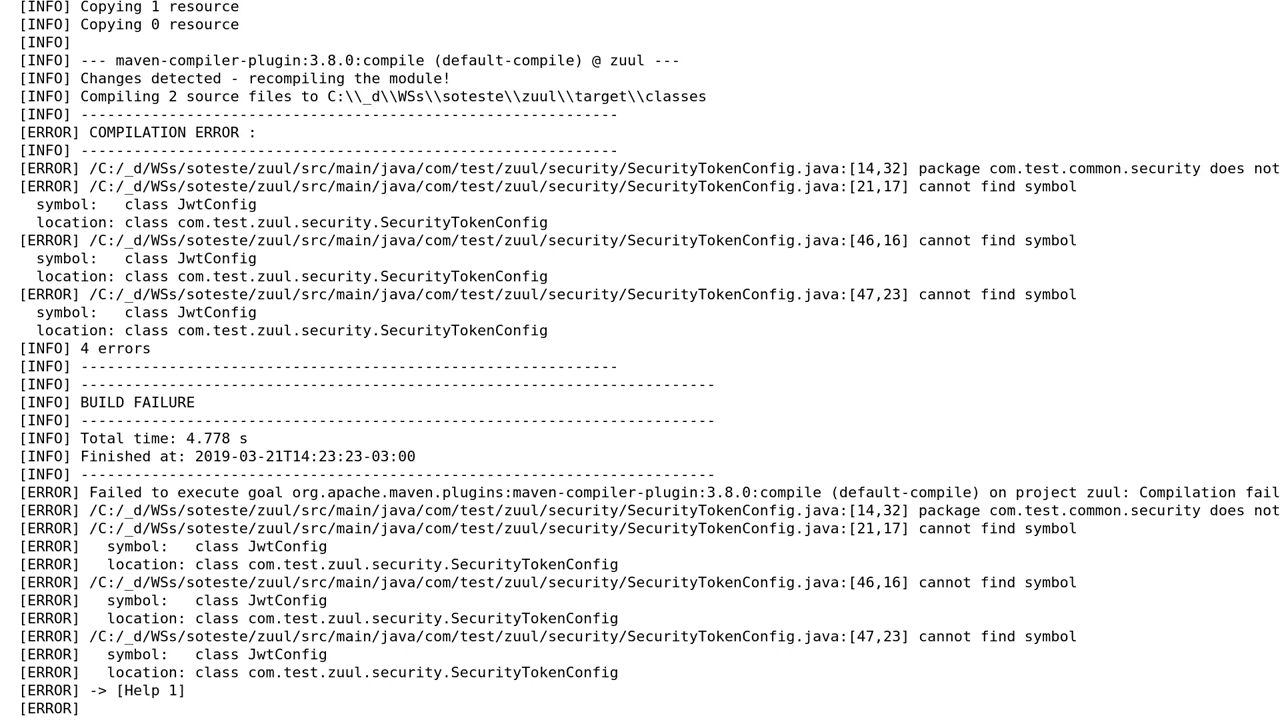 [INFO] Copying 1 resource
[INFO] Copying 0 resource
[INFO]
[INFO] --- maven-compiler-plugin:3.8.0:compile (default-compile) @ zuul ---
[INFO] Changes detected - recompiling the module!
[INFO] Compiling 2 source files to C:\\_d\\WSs\\soteste\\zuul\\target\\classes
[INFO] -------------------------------------------------------------
[ERROR] COMPILATION ERROR :
[INFO] -------------------------------------------------------------
[ERROR] /C:/_d/WSs/soteste/zuul/src/main/java/com/test/zuul/security/SecurityTokenConfig.java:[14,32] package com.test.common.security does not
[ERROR] /C:/_d/WSs/soteste/zuul/src/main/java/com/test/zuul/security/SecurityTokenConfig.java:[21,17] cannot find symbol
  symbol:   class JwtConfig
  location: class com.test.zuul.security.SecurityTokenConfig
[ERROR] /C:/_d/WSs/soteste/zuul/src/main/java/com/test/zuul/security/SecurityTokenConfig.java:[46,16] cannot find symbol
  symbol:   class JwtConfig
  location: class com.test.zuul.security.SecurityTokenConfig
[ERROR] /C:/_d/WSs/soteste/zuul/src/main/java/com/test/zuul/security/SecurityTokenConfig.java:[47,23] cannot find symbol
  symbol:   class JwtConfig
  location: class com.test.zuul.security.SecurityTokenConfig
[INFO] 4 errors
[INFO] -------------------------------------------------------------
[INFO] ------------------------------------------------------------------------
[INFO] BUILD FAILURE
[INFO] ------------------------------------------------------------------------
[INFO] Total time: 4.778 s
[INFO] Finished at: 2019-03-21T14:23:23-03:00
[INFO] ------------------------------------------------------------------------
[ERROR] Failed to execute goal org.apache.maven.plugins:maven-compiler-plugin:3.8.0:compile (default-compile) on project zuul: Compilation fail
[ERROR] /C:/_d/WSs/soteste/zuul/src/main/java/com/test/zuul/security/SecurityTokenConfig.java:[14,32] package com.test.common.security does not
[ERROR] /C:/_d/WSs/soteste/zuul/src/main/java/com/test/zuul/security/SecurityTokenConfig.java:[21,17] cannot find symbol
[ERROR]   symbol:   class JwtConfig
[ERROR]   location: class com.test.zuul.security.SecurityTokenConfig
[ERROR] /C:/_d/WSs/soteste/zuul/src/main/java/com/test/zuul/security/SecurityTokenConfig.java:[46,16] cannot find symbol
[ERROR]   symbol:   class JwtConfig
[ERROR]   location: class com.test.zuul.security.SecurityTokenConfig
[ERROR] /C:/_d/WSs/soteste/zuul/src/main/java/com/test/zuul/security/SecurityTokenConfig.java:[47,23] cannot find symbol
[ERROR]   symbol:   class JwtConfig
[ERROR]   location: class com.test.zuul.security.SecurityTokenConfig
[ERROR] -> [Help 1]
[ERROR]